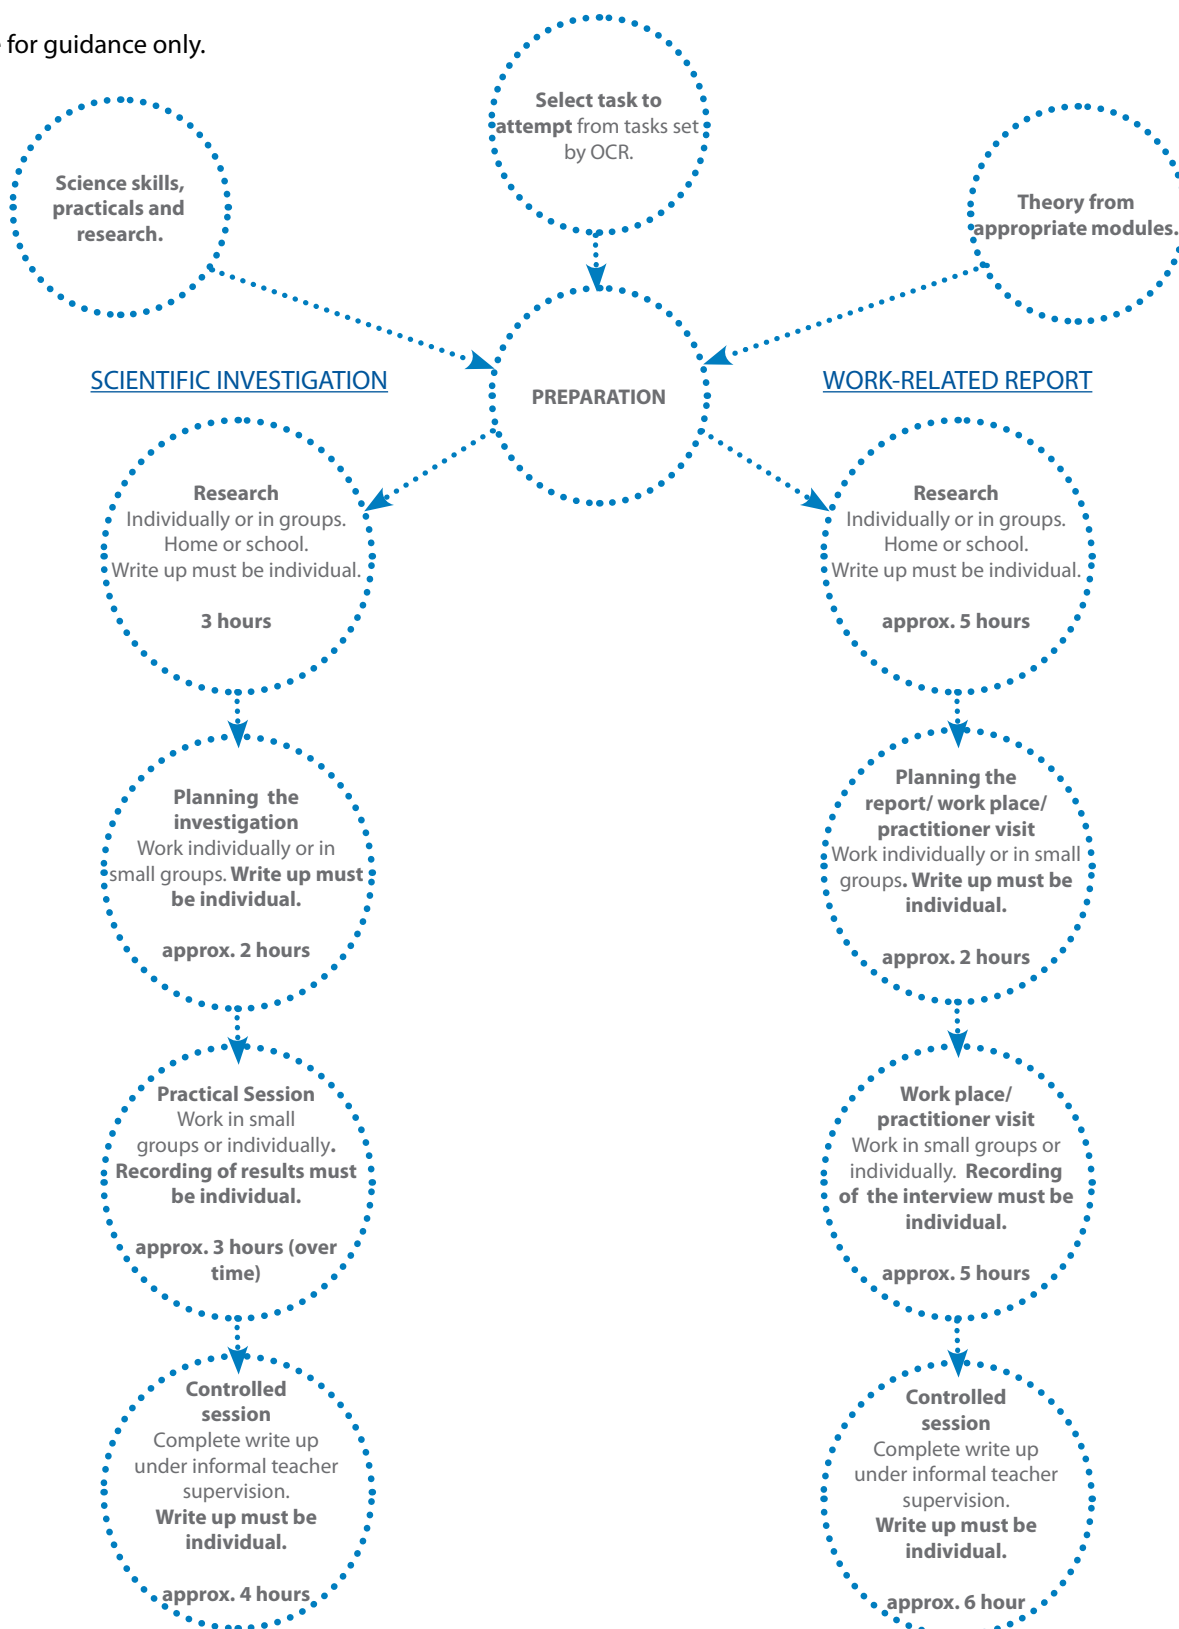 for guidance only.
Select task to
attempt from tasks set
by OCR.
Science skills,
practicals and
research.
Theory from
appropriate modules.
PREPARATION
SCIENTIFIC INVESTIGATION
Research
Individually or in groups.
Home or school.
Write up must be individual.
3 hours
Planning the
investigation
Work individually or in
small groups. Write up must
be individual.
approx. 2 hours
Practical Session
Work in small
groups or individually.
Recording of results must
be individual.
approx. 3 hours (over
time)
Controlled
session
Complete write up
under informal teacher
supervision.
Write up must be
individual.
approx. 4 hours
WORK-RELATED REPORT
Research
Individually or in groups.
Home or school.
Write up must be individual.
approx. 5 hours
Planning the
report/ work place/
practitioner visit
Work individually or in small
groups. Write up must be
individual.
approx. 2 hours
Work place/
practitioner visit
Work in small groups or
individually. Recording
of the interview must be
individual.
approx. 5 hours
Controlled
session
Complete write up
under informal teacher
supervision.
Write up must be
individual.
approx. 6 hour